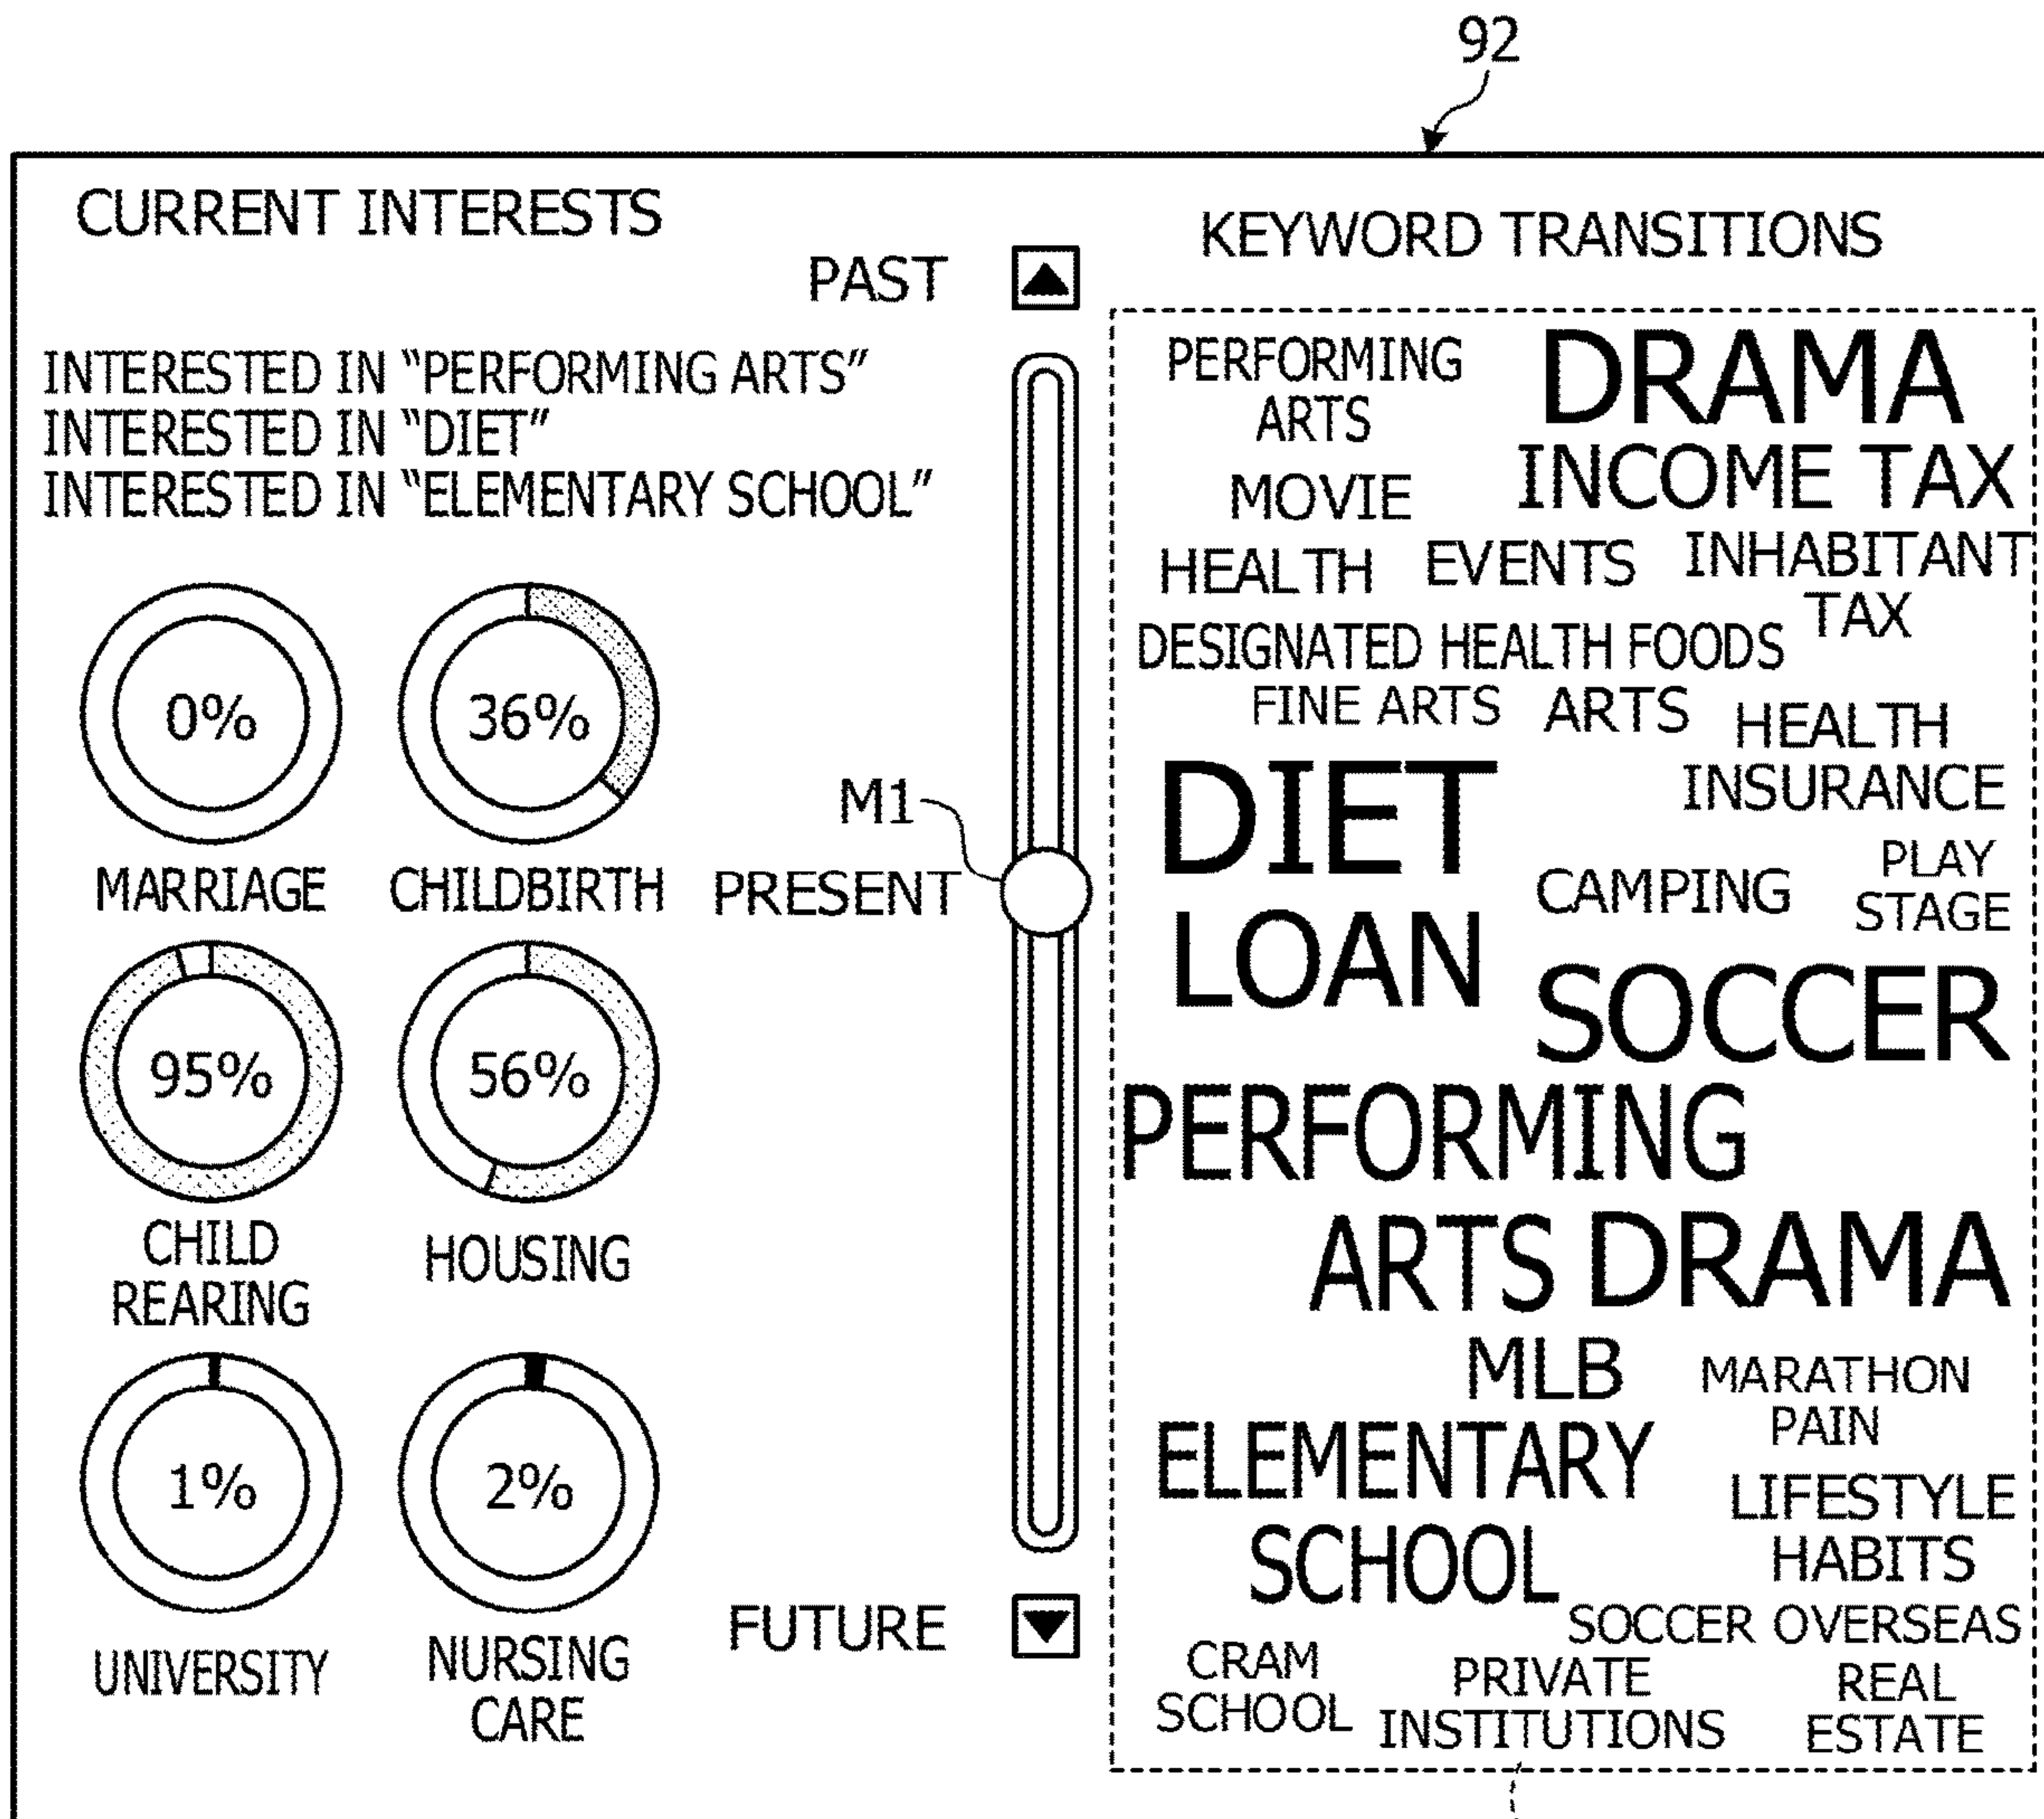 92
CURRENT INTERESTS
PAST
INTERESTED IN “PERFORMING ARTS”
INTERESTED IN “DIET”
INTERESTED IN “ELEMENTARY SCHOOL”
0%
36%
MARRIAGE
CHILDBIRTH
M1
PRESENT
95%
56%
CHILD
REARING
HOUSING
1%
2%
UNIVERSITY
NURSING
CARE
FUTURE
KEYWORD TRANSITIONS
PERFORMING
ARTS
DRAMA
INCOME TAX
MOVIE
HEALTH
EVENTS
INHABITANT
TAX
DESIGNATED HEALTH FOODS
FINE ARTS
ARTS
HEALTH
INSURANCE
DIET
LOAN
CAMPING
PLAY
STAGE
SOCCER
PERFORMING
ARTS
DRAMA
MLB
MARATHON
PAIN
ELEMENTARY
SCHOOL
LIFESTYLE
HABITS
SOCCER OVERSEAS
CRAM
SCHOOL
PRIVATE
INSTITUTIONS
REAL
ESTATE